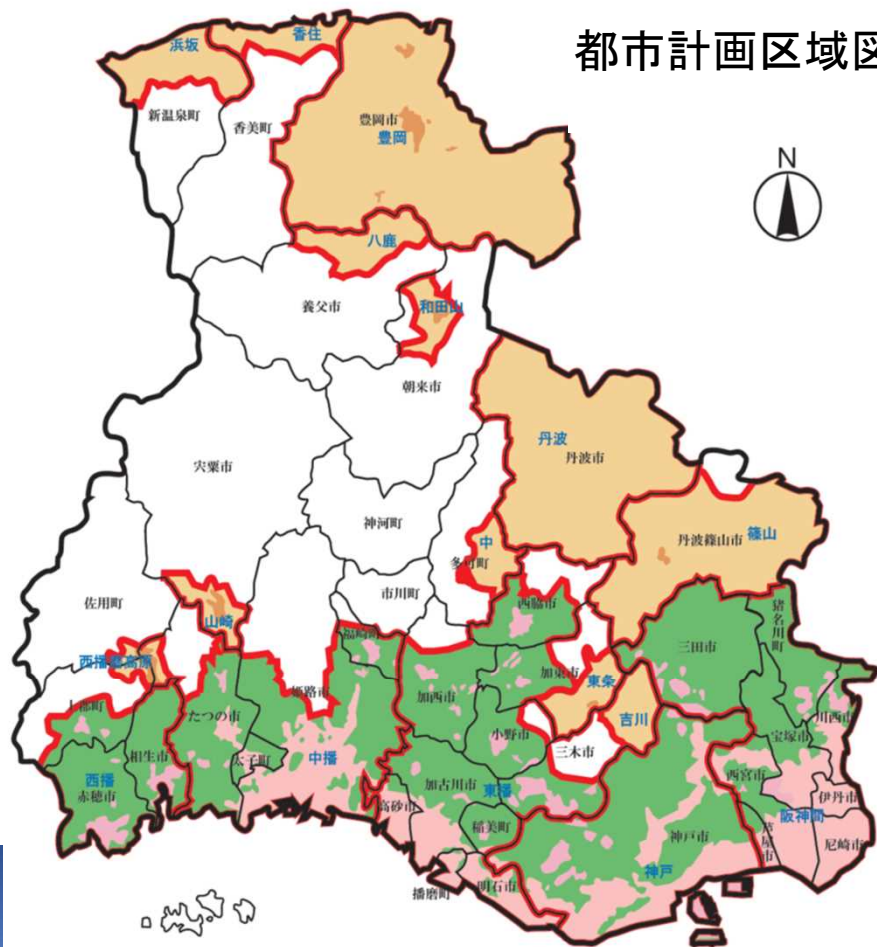 都市計画区域図
浜坂
香住
新温泉町
香美町
豊岡市
豊岡
N
八鹿
養父市
和田山
朝来市
丹波
丹波市
宍粟市
神河町
中
多可町
丹波篠山市
篠山
佐用町
市川町
山崎
西脇市
猪名川町
福崎町
三田市
西播磨高原
上郡町
姫路市
加西市
加東市
東条
たつの市
吉川
川西市
小野市
宝塚市
相生市
太子町
中播
三木市
西宮市
西播
赤穂市
加古川市
東播
伊丹市
高砂市
稲美町
神戸市
芦屋市
阪神間
尼崎市
神戸
播磨町
明石市